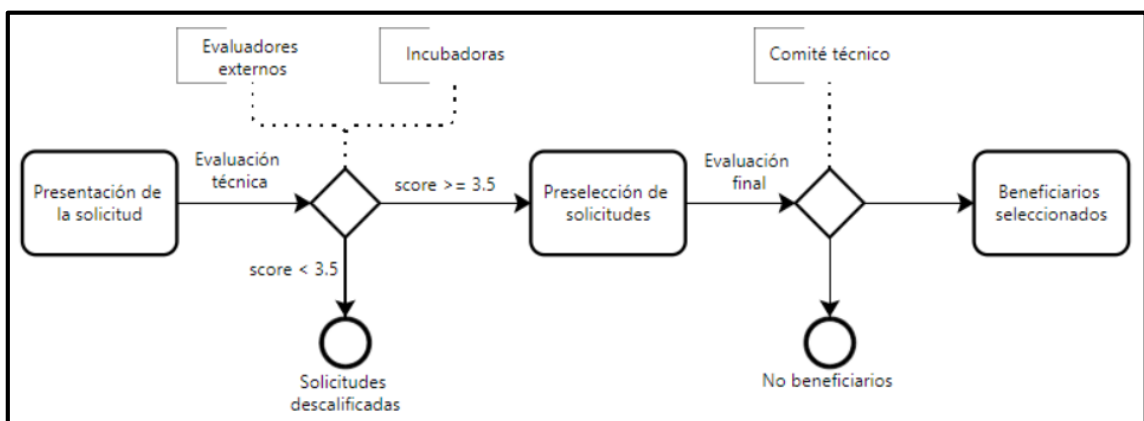 Evaluadores
externos
Incubadoras
Comité técnico
Presentación de
la solicitud
Evaluación
técnica
score >= 3.5
Preselección de
solicitudes
Evaluación
final
Beneficiarios
seleccionados
score < 3.5
Solicitudes
descalificadas
No beneficiarios